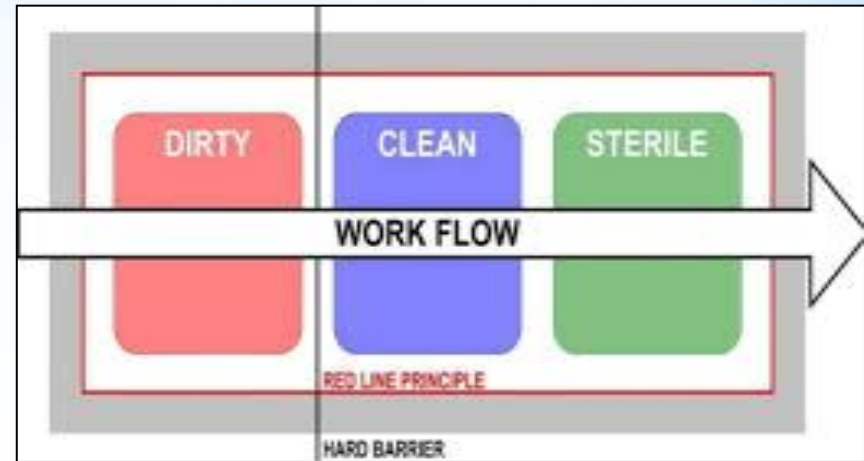 DIRTY
CLEAN
STERILE
WORK FLOW
RED LINE PRINCIPLE
HARD BARRIER